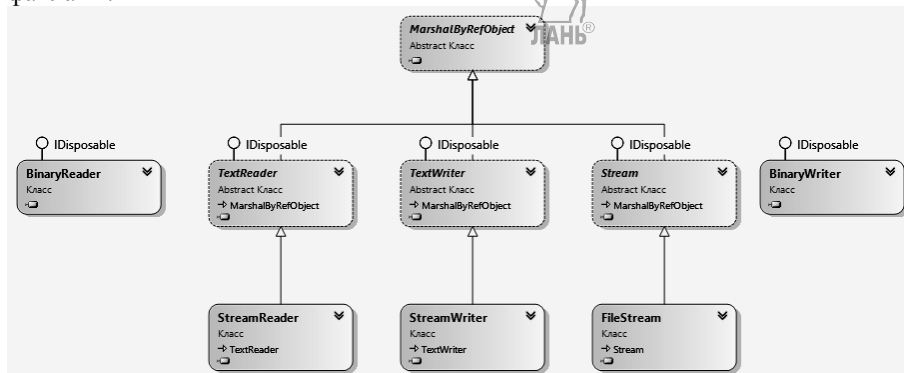 MarshalByRefObject
Abstract Класс
ЛАНЬ®
IDisposable
IDisposable
IDisposable
IDisposable
IDisposable
BinaryReader
Класс
TextReader
Abstract Класс
MarshalByRefObject
TextWriter
Abstract Класс
MarshalByRefObject
Stream
Abstract Класс
MarshalByRefObject
BinaryWriter
Класс
StreamReader
Класс
TextReader
StreamWriter
Класс
TextWriter
FileStream
Класс
Stream